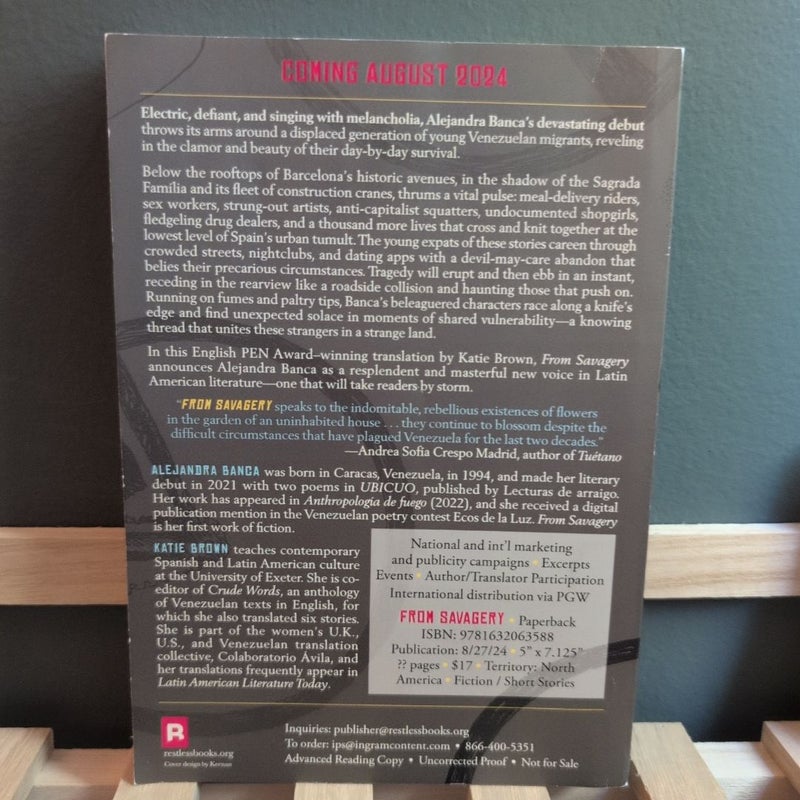 COMING AUGUST 2024
Electric, defiant, and singing with melancholia, Alejandra Banca's devastating debut
throws its arms around a displaced generation of young Venezuelan migrants, reveling
in the clamor and beauty of their day-by-day survival.
Below the rooftops of Barcelona's historic avenues, in the shadow of the Sagrada
Família and its fleet of construction cranes, thrums a vital pulse: meal-delivery riders,
sex workers, strung-out artists, anti-capitalist squatters, undocumented shopgirls,
fledgeling drug dealers, and a thousand more lives that cross and knit together at the
lowest level of Spain's urban tumult. The young expats of these stories careen through
crowded streets, nightclubs, and dating apps with a devil-may-care abandon that
belies their precarious circumstances. Tragedy will erupt and then ebb in an instant,
receding in the rearview like a roadside collision and haunting those that push on.
Running on fumes and paltry tips, Banca's beleaguered characters race along a knife's
edge and find unexpected solace in moments of shared vulnerability—a knowing
thread that unites these strangers in a strange land.
In this English PEN Award–winning translation by Katie Brown, From Savagery
announces Alejandra Banca as a resplendent and masterful new voice in Latin
American literature—one that will take readers by storm.
"FROM SAVAGERY speaks to the indomitable, rebellious existences of flowers
in the garden of an uninhabited house . . . they continue to blossom despite the
difficult circumstances that have plagued Venezuela for the last two decades."
—Andrea Sofía Crespo Madrid, author of Tuétano
ALEJANDRA BANCA was born in Caracas, Venezuela, in 1994, and made her literary
debut in 2021 with two poems in UBICUO, published by Lecturas de arraigo.
Her work has appeared in Anthropología de fuego (2022), and she received a digital
publication mention in the Venezuelan poetry contest Ecos de la Luz. From Savagery
is her first work of fiction.
KATIE BROWN teaches contemporary
Spanish and Latin American culture
at the University of Exeter. She is co-
editor of Crude Words, an anthology
of Venezuelan texts in English, for
which she also translated six stories.
She is part of the women's U.K.,
U.S., and Venezuelan translation
collective, Colaboratorio Ávila, and
her translations frequently appear in
Latin American Literature Today.
National and int'l marketing
and publicity campaigns • Excerpts
Events • Author/Translator Participation
International distribution via PGW
FROM SAVAGERY • Paperback
ISBN: 9781632063588
Publication: 8/27/24 • 5" x 7.125"
?? pages • $17 • Territory: North
America • Fiction / Short Stories
R
restlessbooks.org
Cover design by Keenan
Inquiries: publisher@restlessbooks.org
To order: ips@ingramcontent.com • 866-400-5351
Advanced Reading Copy • Uncorrected Proof • Not for Sale